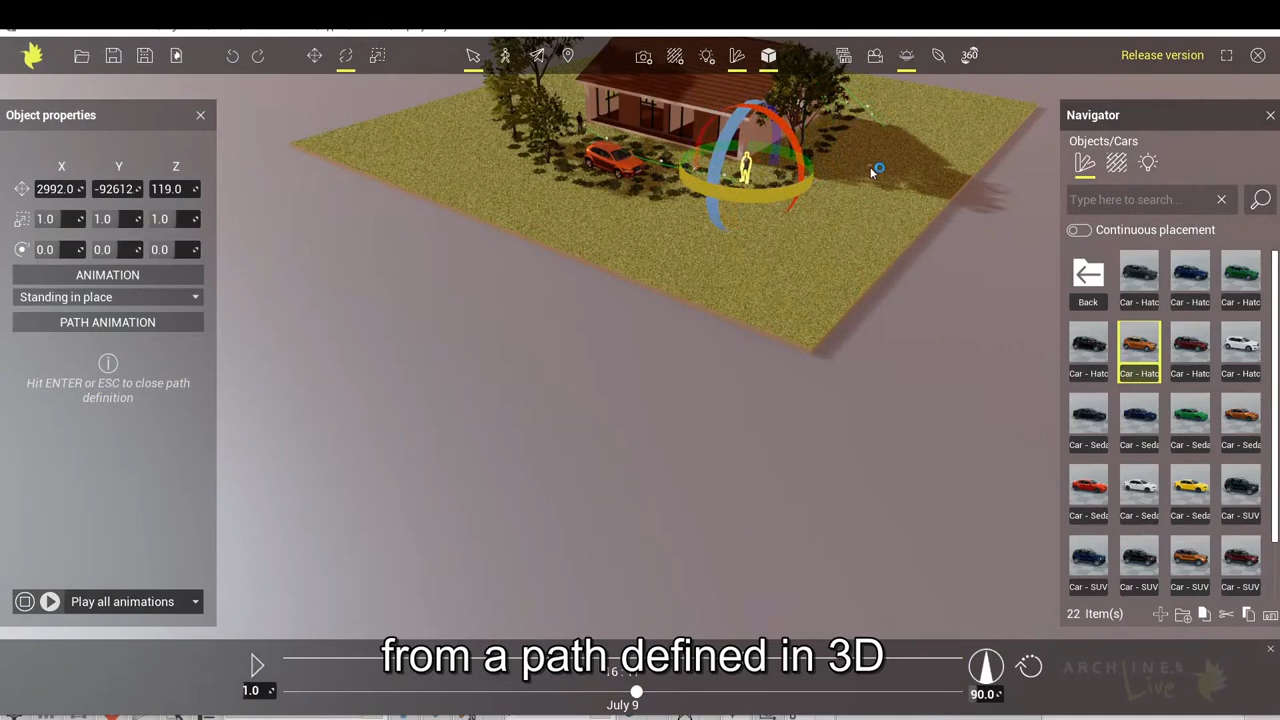 360
Release version
Object properties
X Y Z
2992.0 -92612 119.0
1.0 1.0 1.0
0.0 0.0 0.0
ANIMATION
Standing in place
PATH ANIMATION
Hit ENTER or ESC to close path
definition
Play all animations
Navigator
Objects/Cars
Type here to search...
Continuous placement
Back Car - Hatc Car - Hatc Car - Hatc
Car - Hatc Car - Hatc Car - Hatc Car - Hatc
Car - Seda Car - Seda Car - Seda Car - Seda
Car - Seda Car - Seda Car - Seda Car - SUV
Car - SUV Car - SUV Car - SUV Car - SUV
22 Item(s)
from a path defined in 3D
1.0
July 9
90.0
ARCHLINE
Live